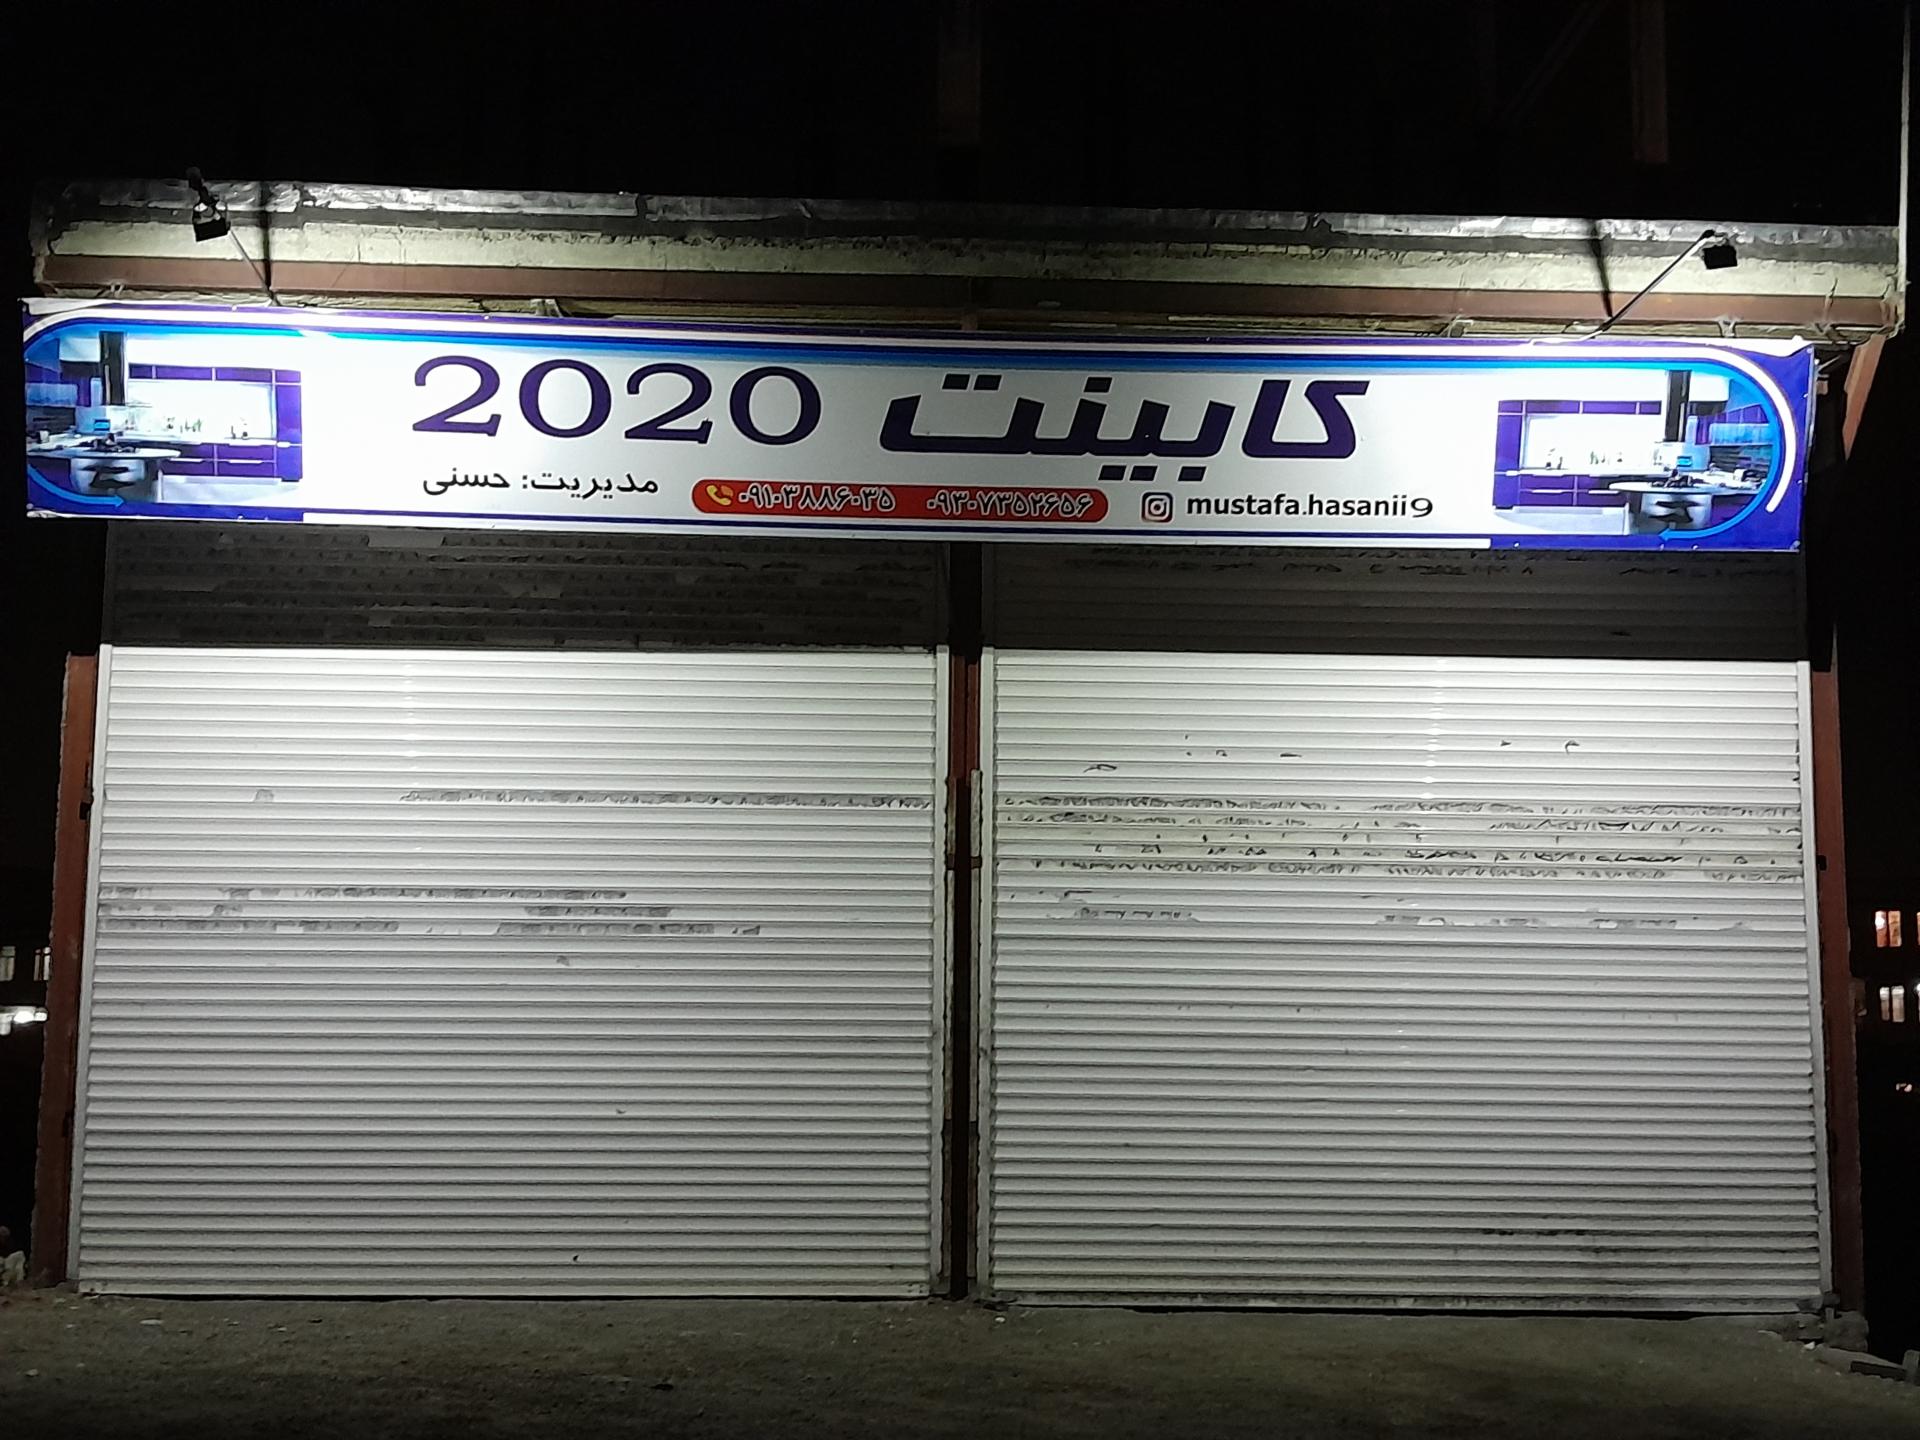 کابینت 2020
مدیریت: حسنی
۰۹۱۰۳۸۸۶۰۳۵ ۰۹۳۰۷۳۵۲۶۵۶
mustafa.hasanii9